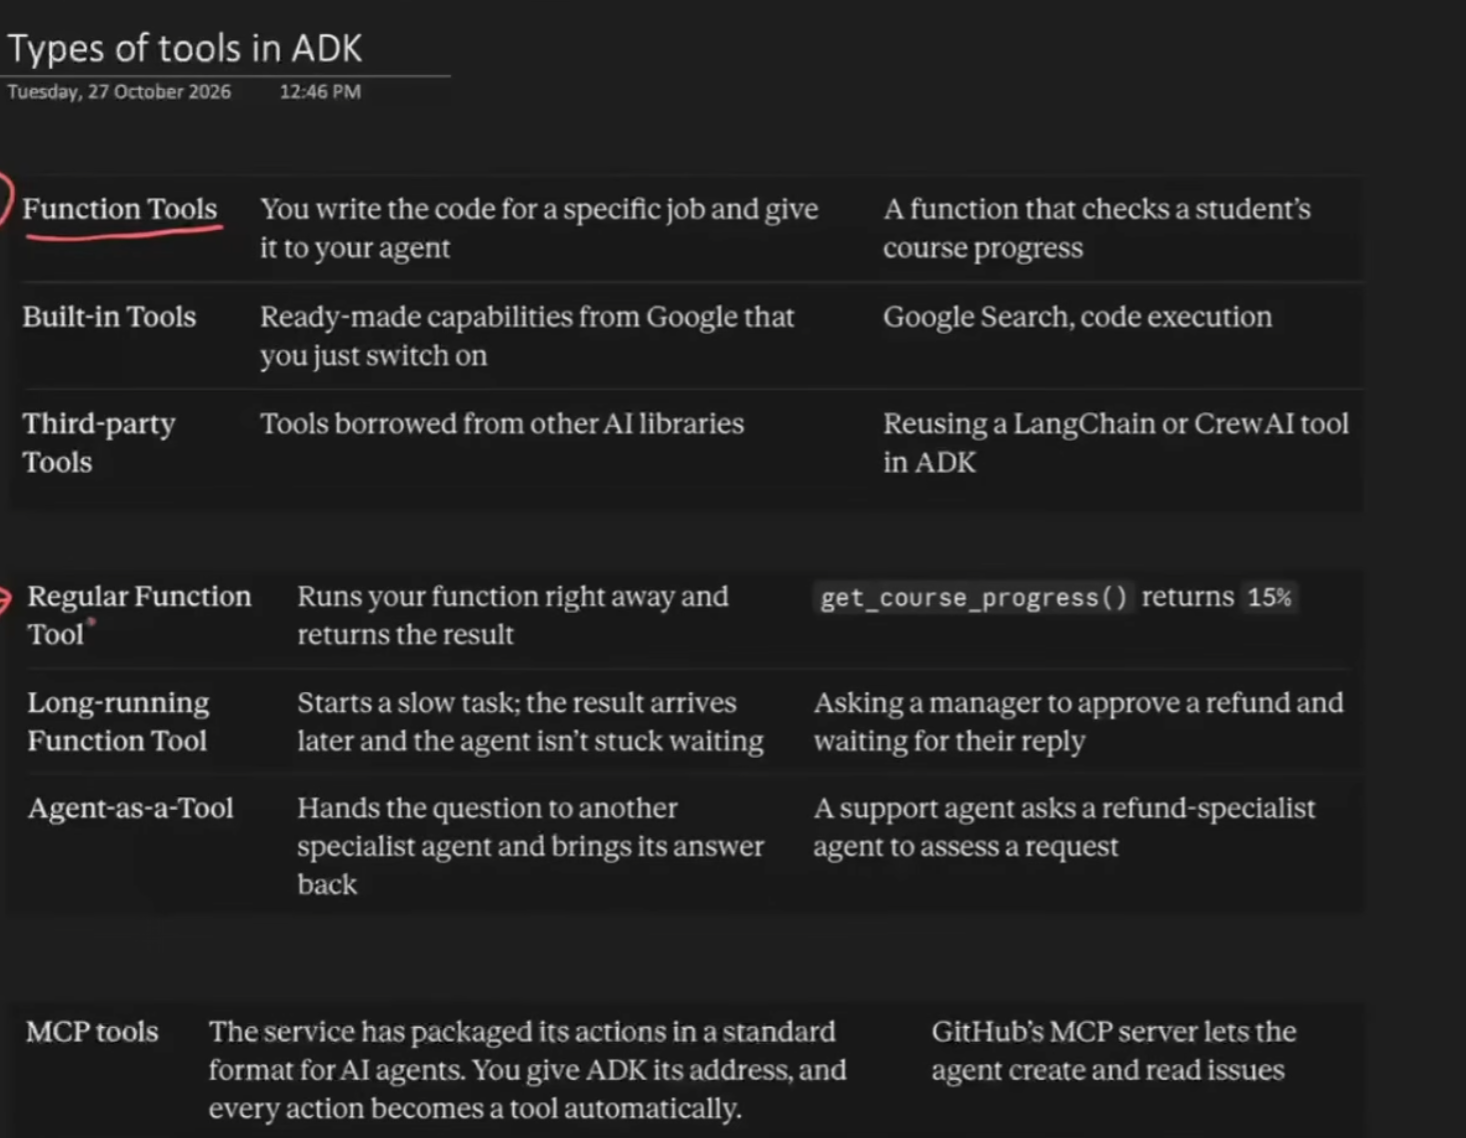 Types of tools in ADK
Tuesday, 27 October 2026 12:46 PM
Function Tools You write the code for a specific job and give A function that checks a student's
it to your agent course progress
Built-in Tools Ready-made capabilities from Google that Google Search, code execution
you just switch on
Third-party Tools borrowed from other AI libraries Reusing a LangChain or CrewAI tool
Tools in ADK
Regular Function Runs your function right away and get_course_progress() returns 15%
Tool returns the result
Long-running Starts a slow task; the result arrives Asking a manager to approve a refund and
Function Tool later and the agent isn't stuck waiting waiting for their reply
Agent-as-a-Tool Hands the question to another A support agent asks a refund-specialist
specialist agent and brings its answer agent to assess a request
back
MCP tools The service has packaged its actions in a standard GitHub's MCP server lets the
format for AI agents. You give ADK its address, and agent create and read issues
every action becomes a tool automatically.